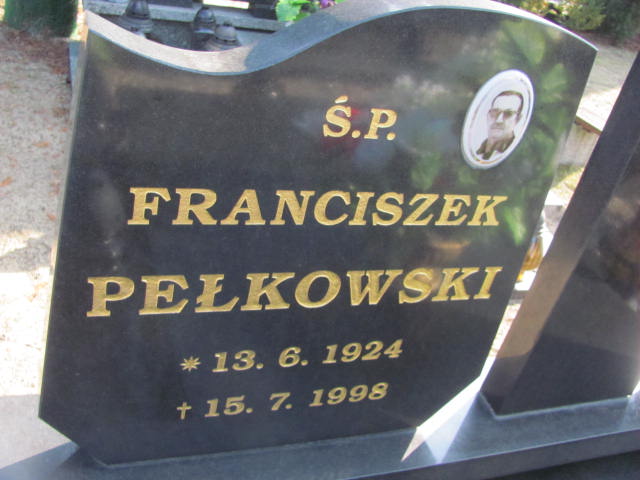 Ś.P.
FRANCISZEK
PEŁKOWSKI
* 13. 6. 1924
† 15. 7. 1998